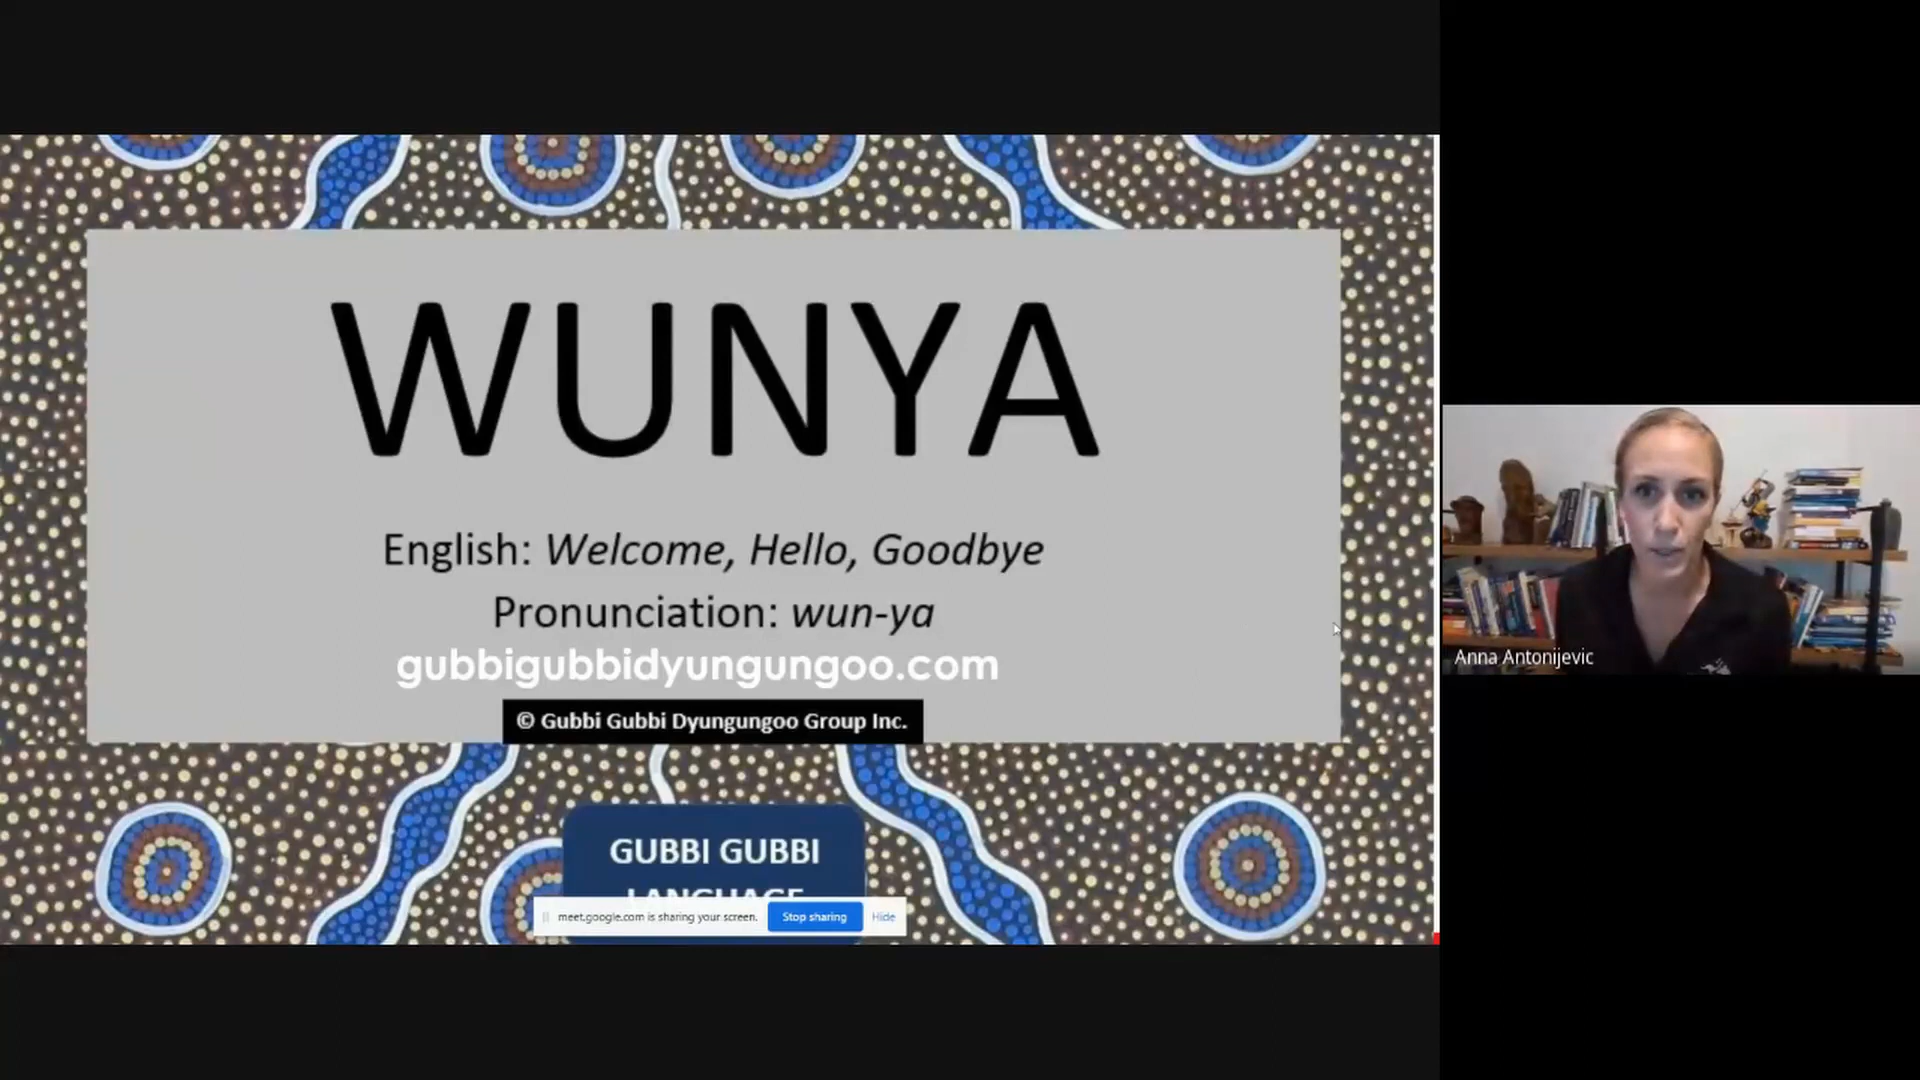 WUNYA
English: Welcome, Hello, Goodbye
Pronunciation: wun-ya
gubbigubbidyungungoo.com
© Gubbi Gubbi Dyungungoo Group Inc.
GUBBI GUBBI
LANGUAGE
meet.google.com is sharing your screen. Stop sharing Hide
Anna Antonijevic